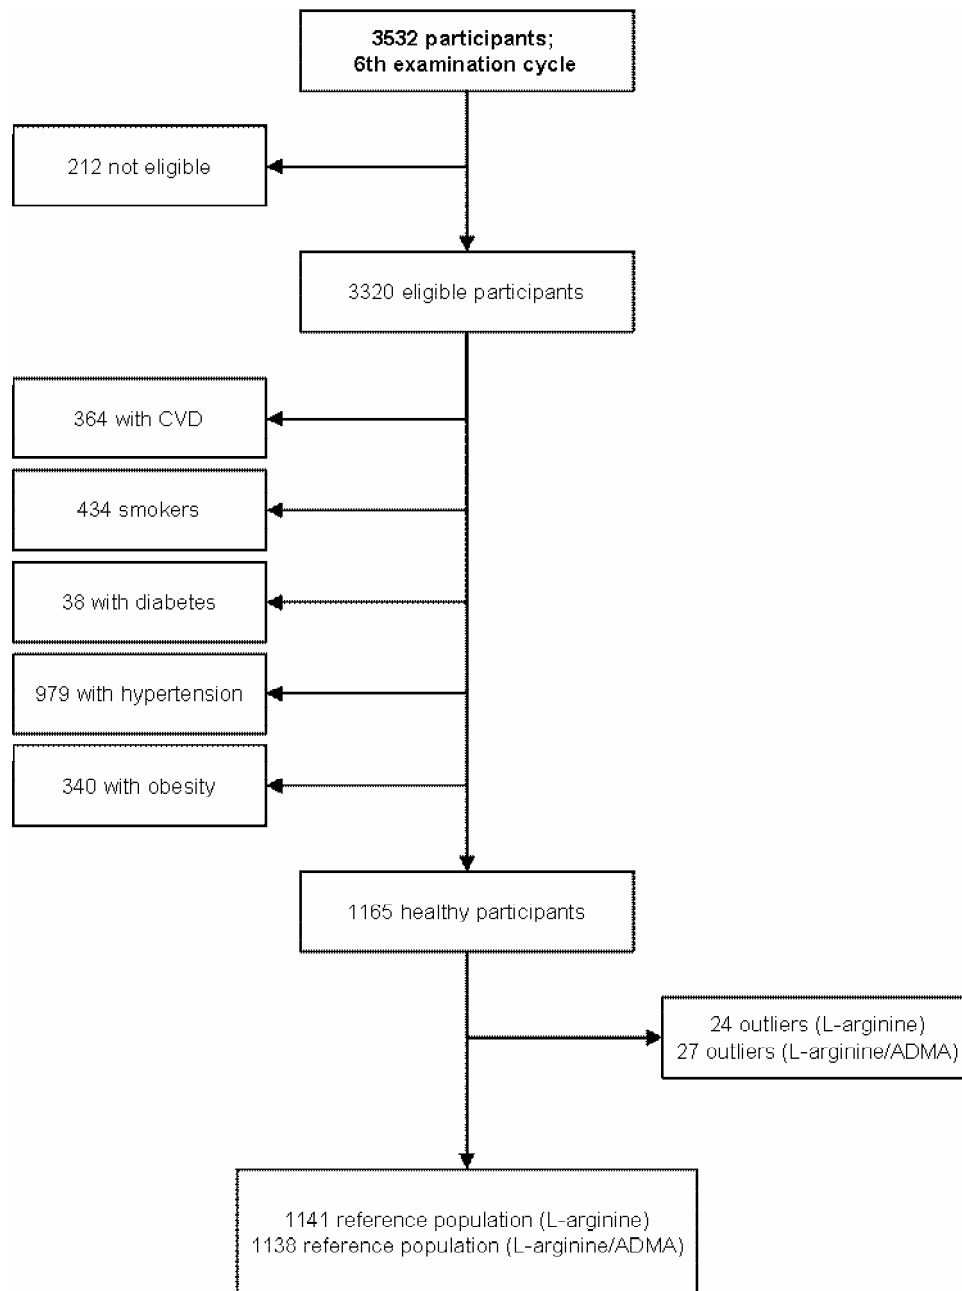 3532 participants;
6th examination cycle
212 not eligible
3320 eligible participants
364 with CVD
434 smokers
38 with diabetes
979 with hypertension
340 with obesity
1165 healthy participants
24 outliers (L-arginine)
27 outliers (L-arginine/ADMA)
1141 reference population (L-arginine)
1138 reference population (L-arginine/ADMA)